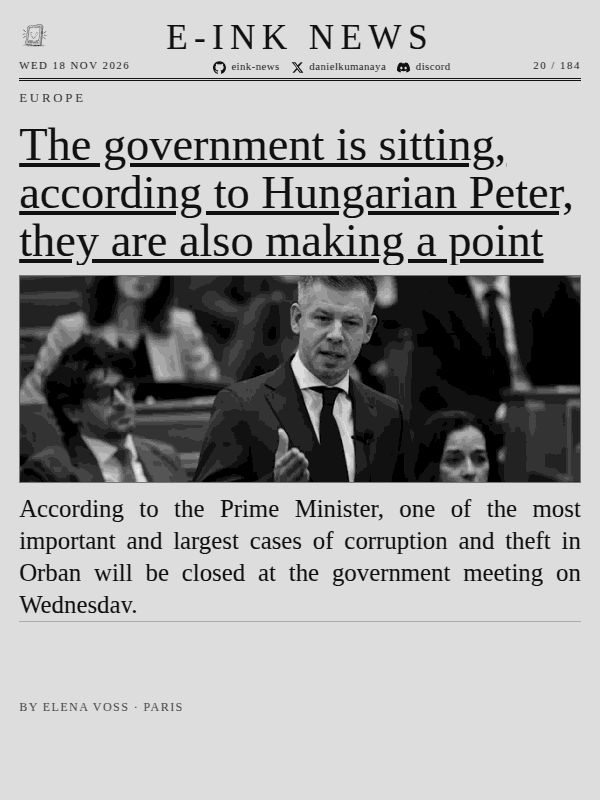 E-INK NEWS
WED 18 NOV 2026
eink-news
danielkumanaya
discord
20 / 184
EUROPE
The government is sitting,
according to Hungarian Peter,
they are also making a point
According to the Prime Minister, one of the most
important and largest cases of corruption and theft in
Orban will be closed at the government meeting on
Wednesday.
BY ELENA VOSS · PARIS